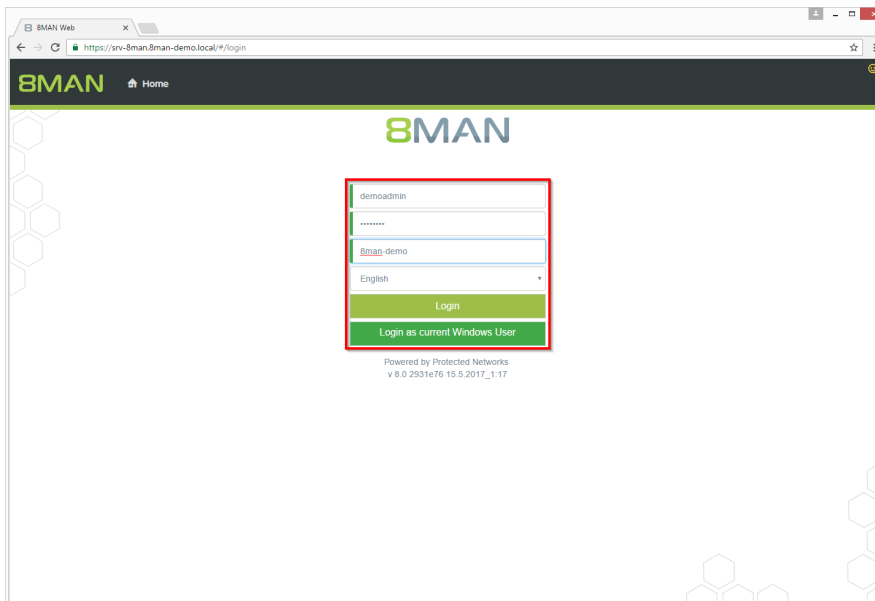 8MAN Web
https://srv-8man.8man-demo.local/#/login
8MAN
Home
8MAN
demoadmin
••••••••
8man-demo
English
Login
Login as current Windows User
Powered by Protected Networks
v 8.0 2931e76 15.5.2017_1:17